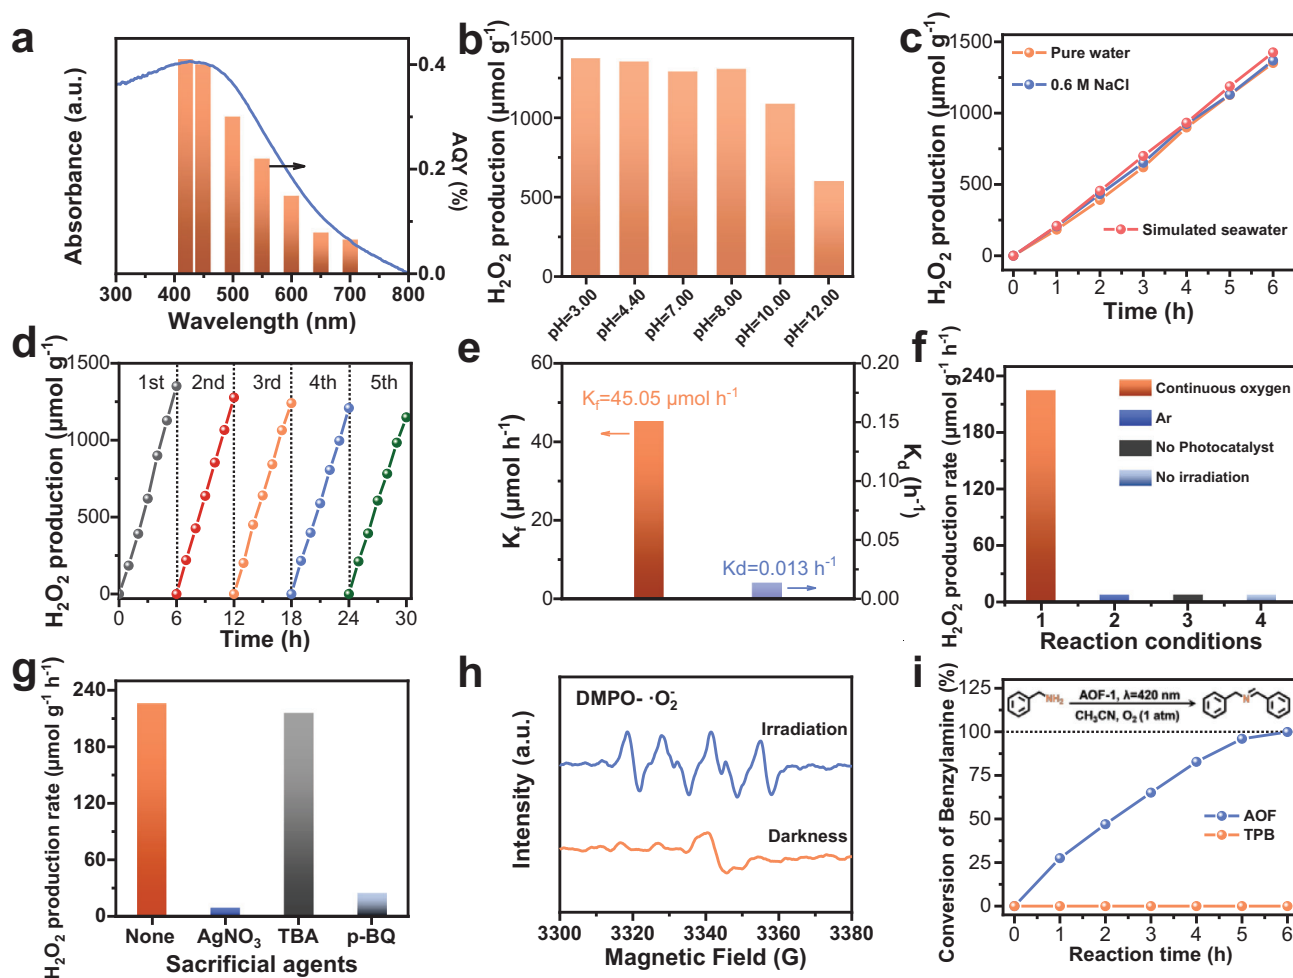 a
Absorbance (a.u.)
AQY (%)
0.4
0.2
0.0
300 400 500 600 700 800
Wavelength (nm)
b
H₂O₂ production (μmol g⁻¹)
1500
1000
500
0
pH=3.00 pH=4.40 pH=7.00 pH=8.00 pH=10.00 pH=12.00
c
H₂O₂ production (μmol g⁻¹)
1500
1000
500
0
Pure water
0.6 M NaCl
Simulated seawater
0 1 2 3 4 5 6
Time (h)
d
H₂O₂ production (μmol g⁻¹)
1500
1000
500
0
1st 2nd 3rd 4th 5th
0 6 12 18 24 30
Time (h)
e
K_f (μmol h⁻¹)
60
40
20
0
K_f=45.05 μmol h⁻¹
Kd=0.013 h⁻¹
0.20
0.15
0.10
0.05
0.00
K_d (h⁻¹)
f
H₂O₂ production rate (μmol g⁻¹ h⁻¹)
240
180
120
60
0
Continuous oxygen
Ar
No Photocatalyst
No irradiation
1 2 3 4
Reaction conditions
g
H₂O₂ production rate (μmol g⁻¹ h⁻¹)
240
180
120
60
0
None AgNO₃ TBA p-BQ
Sacrificial agents
h
Intensity (a.u.)
DMPO- ·O₂⁻
Irradiation
Darkness
3300 3320 3340 3360 3380
Magnetic Field (G)
i
Conversion of Benzylamine (%)
125
100
75
50
25
0
NH₂
AOF-1, λ=420 nm
CH₃CN, O₂ (1 atm)
N
AOF
TPB
0 1 2 3 4 5 6
Reaction time (h)